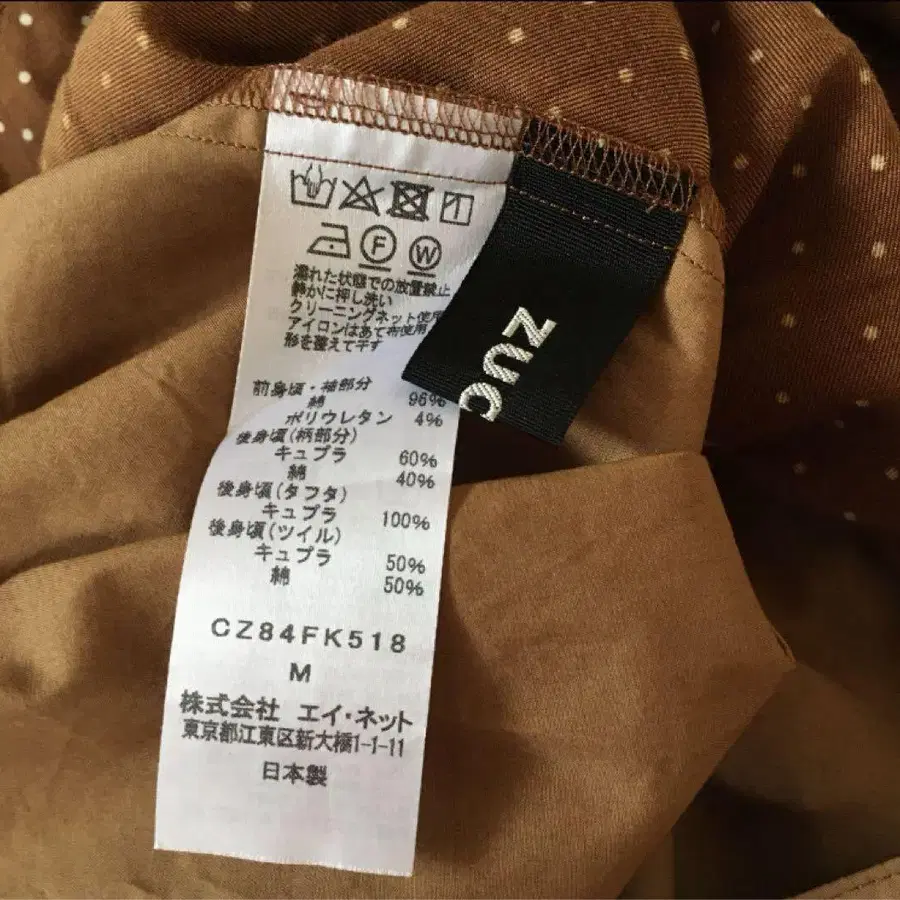 F
W
濡れた状態での放置禁止
静かに押し洗い
クリーニングネット使用
アイロンはあて布使用
形を整えて干す
zuc
前身頃・袖部分
綿 96%
ポリウレタン 4%
後身頃(柄部分)
キュプラ 60%
綿 40%
後身頃(タフタ)
キュプラ 100%
後身頃(ツイル)
キュプラ 50%
綿 50%
CZ84FK518
M
株式会社 エイ・ネット
東京都江東区新大橋1-1-11
日本製